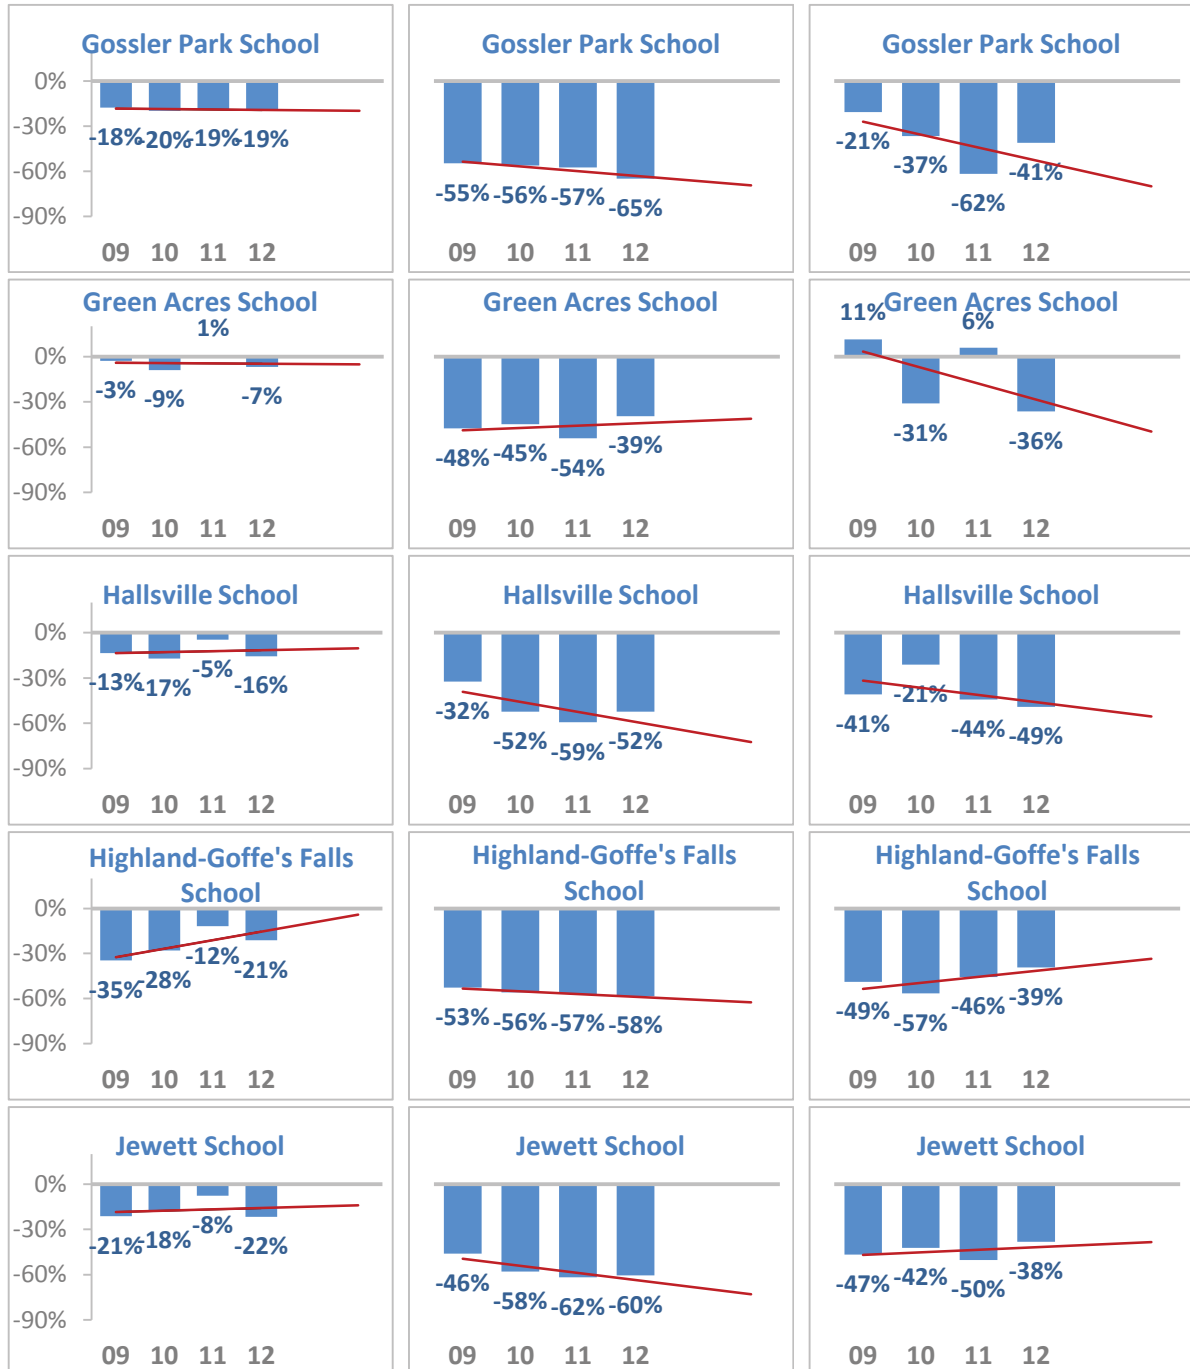 Gossler Park School
0%
-30%
-60%
-90%
-18%
-20%
-19%
-19%
09 10 11 12
Gossler Park School
-55%
-56%
-57%
-65%
09 10 11 12
Gossler Park School
-21%
-37%
-62%
-41%
09 10 11 12
Green Acres School
0%
-30%
-60%
-90%
-3%
-9%
1%
-7%
09 10 11 12
Green Acres School
-48%
-45%
-54%
-39%
09 10 11 12
Green Acres School
11%
-31%
6%
-36%
09 10 11 12
Hallsville School
0%
-30%
-60%
-90%
-13%
-17%
-5%
-16%
09 10 11 12
Hallsville School
-32%
-52%
-59%
-52%
09 10 11 12
Hallsville School
-41%
-21%
-44%
-49%
09 10 11 12
Highland-Goffe's Falls
School
0%
-30%
-60%
-90%
-35%
-28%
-12%
-21%
09 10 11 12
Highland-Goffe's Falls
School
-53%
-56%
-57%
-58%
09 10 11 12
Highland-Goffe's Falls
School
-49%
-57%
-46%
-39%
09 10 11 12
Jewett School
0%
-30%
-60%
-90%
-21%
-18%
-8%
-22%
09 10 11 12
Jewett School
-46%
-58%
-62%
-60%
09 10 11 12
Jewett School
-47%
-42%
-50%
-38%
09 10 11 12